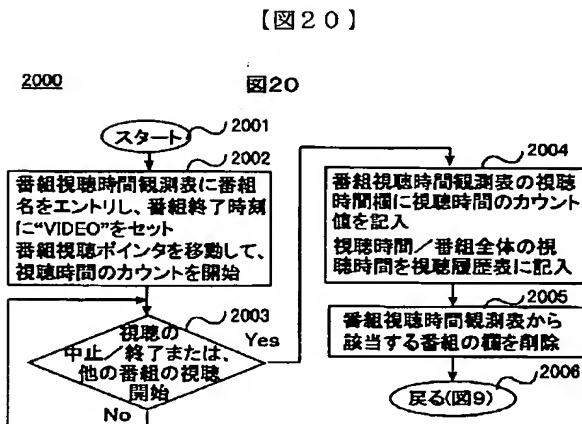 【図２０】
2000
図20
スタート
2001
2002
番組視聴時間観測表に番組
名をエントリし、番組終了時刻
に“VIDEO”をセット
番組視聴ポインタを移動して、
視聴時間のカウントを開始
2003
視聴の
中止／終了または、
他の番組の視聴
開始
Yes
No
2004
番組視聴時間観測表の視聴
時間欄に視聴時間のカウント
値を記入
視聴時間／番組全体の視
聴時間を視聴履歴表に記入
2005
番組視聴時間観測表から
該当する番組の欄を削除
2006
戻る(図9)